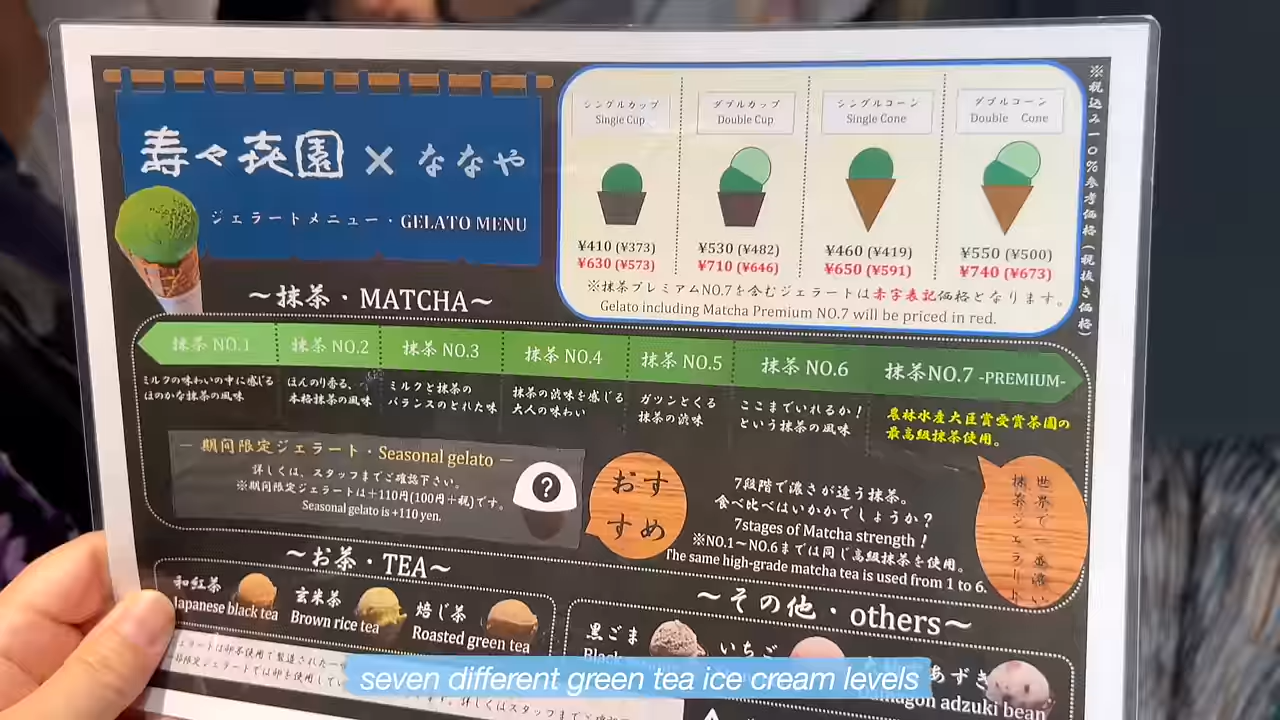 寿々喜園 × ななや
ジェラートメニュー・GELATO MENU
シングルカップ
Single Cup
¥410 (¥373)
¥630 (¥573)
ダブルカップ
Double Cup
¥530 (¥482)
¥710 (¥646)
シングルコーン
Single Cone
¥460 (¥419)
¥650 (¥591)
ダブルコーン
Double Cone
¥550 (¥500)
¥740 (¥673)
※抹茶プレミアムNO.7を含むジェラートは赤字表記価格となります。
Gelato including Matcha Premium NO.7 will be priced in red.
※税込み10%参考価格(税抜き価格)
～抹茶・MATCHA～
抹茶 NO.1
ミルクの味わいの中に感じる
ほのかな抹茶の風味
抹茶 NO.2
ほんのり香る、
本格抹茶の風味
抹茶 NO.3
ミルクと抹茶の
バランスのとれた味
抹茶 NO.4
抹茶の渋味を感じる
大人の味わい
抹茶 NO.5
ガツンとくる
抹茶の渋味
抹茶 NO.6
ここまでいれるか！
という抹茶の風味
抹茶NO.7 -PREMIUM-
農林水産大臣賞受賞茶園の
最高級抹茶使用。
― 期间限定ジェラート・Seasonal gelato ―
詳しくは、スタッフまでご確認下さい。
※期間限定ジェラートは+110円(100円+税)です。
Seasonal gelato is +110 yen.
?
おす
すめ
7段階で濃さが違う抹茶。
食べ比べはいかかでしょうか？
7stages of Matcha strength !
※NO.1～NO.6までは同じ高級抹茶を使用。
The same high-grade matcha tea is used from 1 to 6.
世界で一番濃い
抹茶ジェラート
～お茶・TEA～
和紅茶
Japanese black tea
玄米茶
Brown rice tea
焙じ茶
Roasted green tea
～その他・others～
黒ごま
Black
いちご
あずき
adzuki bean
seven different green tea ice cream levels